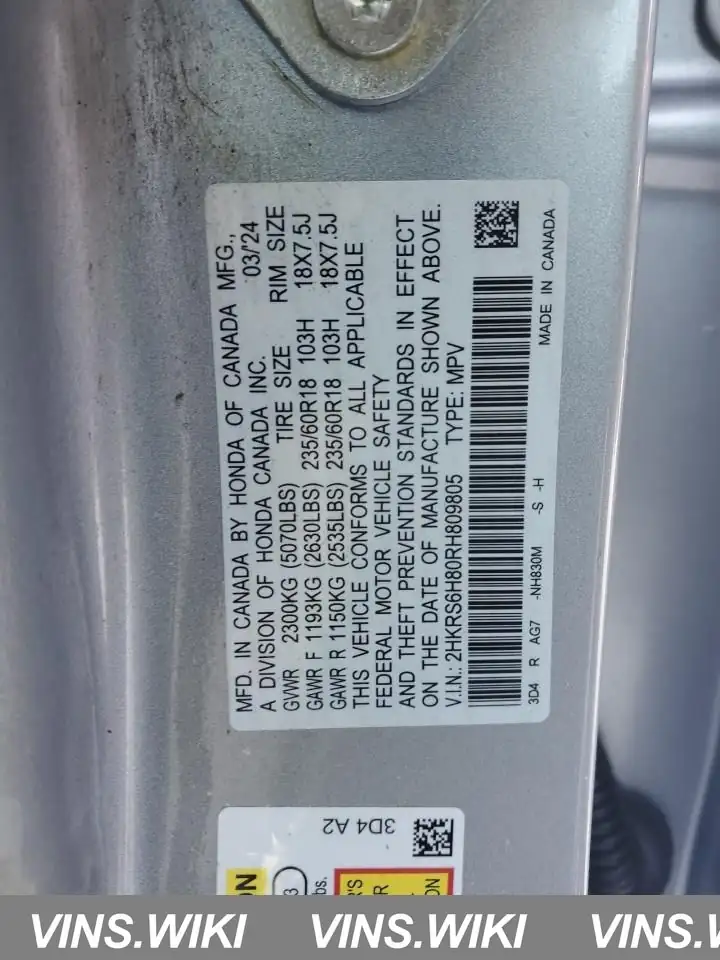 MFD. IN CANADA BY HONDA OF CANADA MFG.,
A DIVISION OF HONDA CANADA INC. 03/'24
GVWR 2300KG (5070LBS) TIRE SIZE RIM SIZE
GAWR F 1193KG (2630LBS) 235/60R18 103H 18X7.5J
GAWR R 1150KG (2535LBS) 235/60R18 103H 18X7.5J
THIS VEHICLE CONFORMS TO ALL APPLICABLE
FEDERAL MOTOR VEHICLE SAFETY
AND THEFT PREVENTION STANDARDS IN EFFECT
ON THE DATE OF MANUFACTURE SHOWN ABOVE.
V.I.N.: 2HKRS6H80RH809805 TYPE: MPV
3D4 R AG7 -NH830M -S -H MADE IN CANADA
3D4 A2
VINS.WIKI VINS.WIKI VINS.W